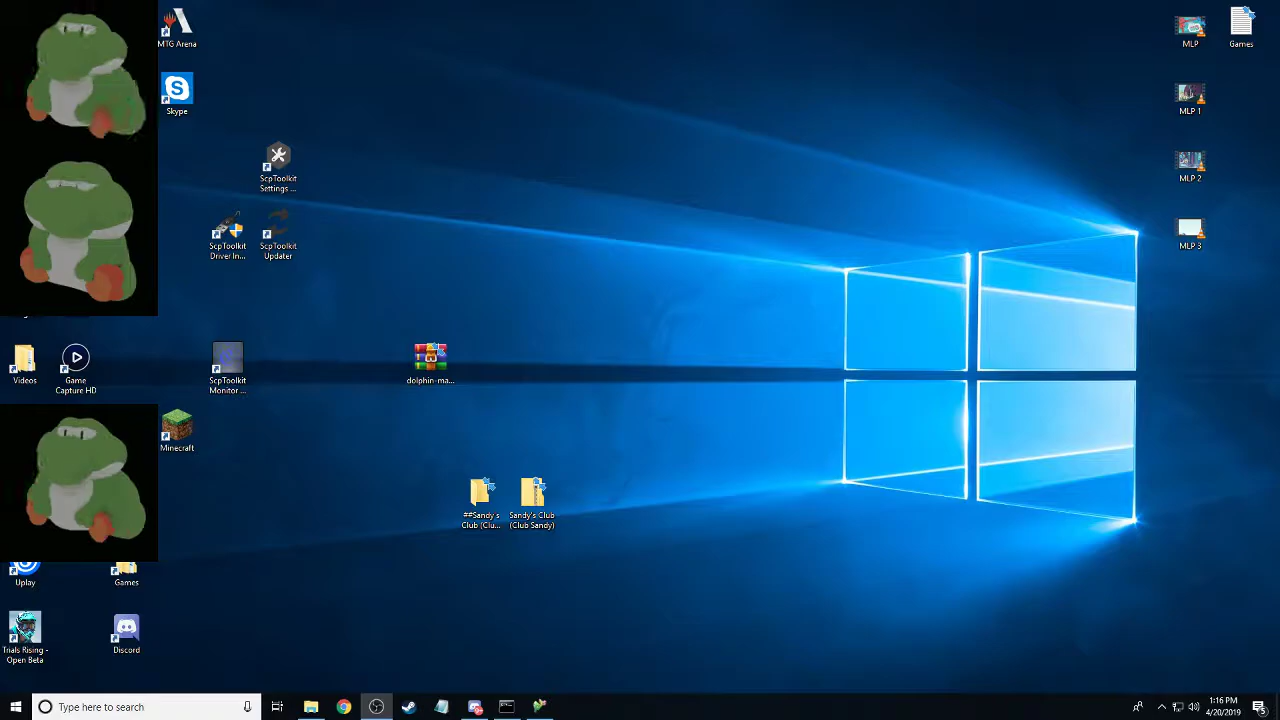 MTG Arena
MLP
Games
Skype
MLP 1
ScpToolkit
Settings ...
MLP 2
ScpToolkit
Driver In...
ScpToolkit
Updater
MLP 3
Videos
Game
Capture HD
ScpToolkit
Monitor ...
dolphin-ma...
Minecraft
##Sandy's
Club (Clu...
Sandy's Club
(Club Sandy)
Uplay
Games
Trials Rising -
Open Beta
Discord
Type here to search
1:16 PM
4/20/2019